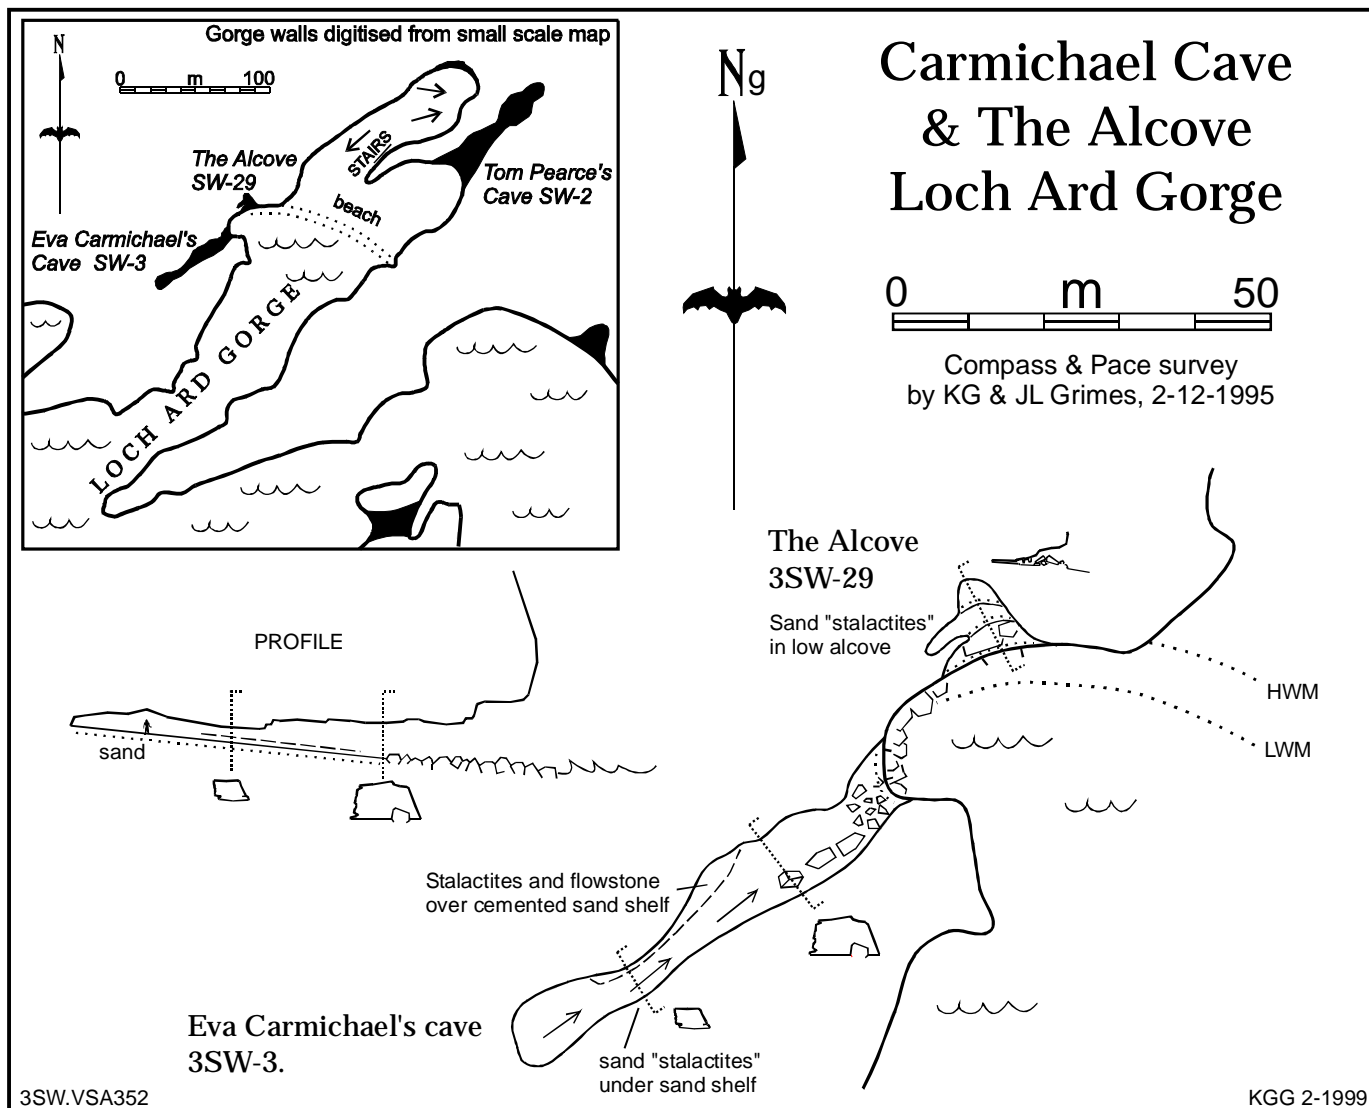 Gorge walls digitised from small scale map
N
0 m 100
The Alcove
SW-29
STAIRS
beach
Tom Pearce's
Cave SW-2
Eva Carmichael's
Cave SW-3
LOCH ARD GORGE
Carmichael Cave
& The Alcove
Loch Ard Gorge
Ng
0 m 50
Compass & Pace survey
by KG & JL Grimes, 2-12-1995
The Alcove
3SW-29
Sand "stalactites"
in low alcove
HWM
LWM
PROFILE
sand
Stalactites and flowstone
over cemented sand shelf
Eva Carmichael's cave
3SW-3.
sand "stalactites"
under sand shelf
3SW.VSA352
KGG 2-1999